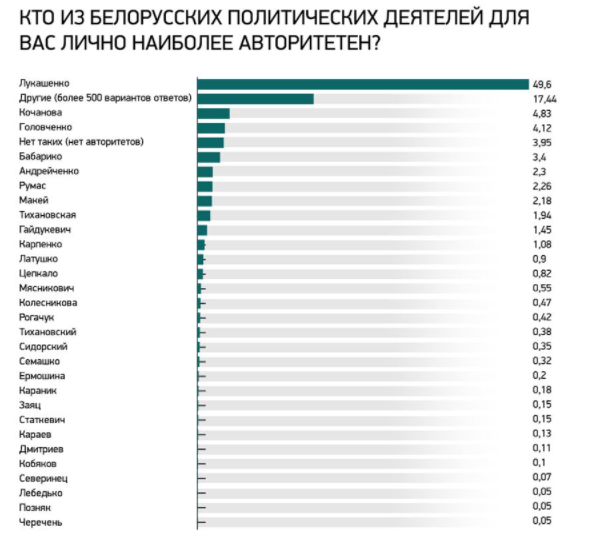 КТО ИЗ БЕЛОРУССКИХ ПОЛИТИЧЕСКИХ ДЕЯТЕЛЕЙ ДЛЯ
ВАС ЛИЧНО НАИБОЛЕЕ АВТОРИТЕТЕН?
Лукашенко 49,6
Другие (более 500 вариантов ответов) 17,44
Кочанова 4,83
Головченко 4,12
Нет таких (нет авторитетов) 3,95
Бабарико 3,4
Андрейченко 2,3
Румас 2,26
Макей 2,18
Тихановская 1,94
Гайдукевич 1,45
Карпенко 1,08
Латушко 0,9
Цепкало 0,82
Мясникович 0,55
Колесникова 0,47
Рогачук 0,42
Тихановский 0,38
Сидорский 0,35
Семашко 0,32
Ермошина 0,2
Караник 0,18
Заяц 0,15
Статкевич 0,15
Караев 0,13
Дмитриев 0,11
Кобяков 0,1
Северинец 0,07
Лебедько 0,05
Позняк 0,05
Черечень 0,05